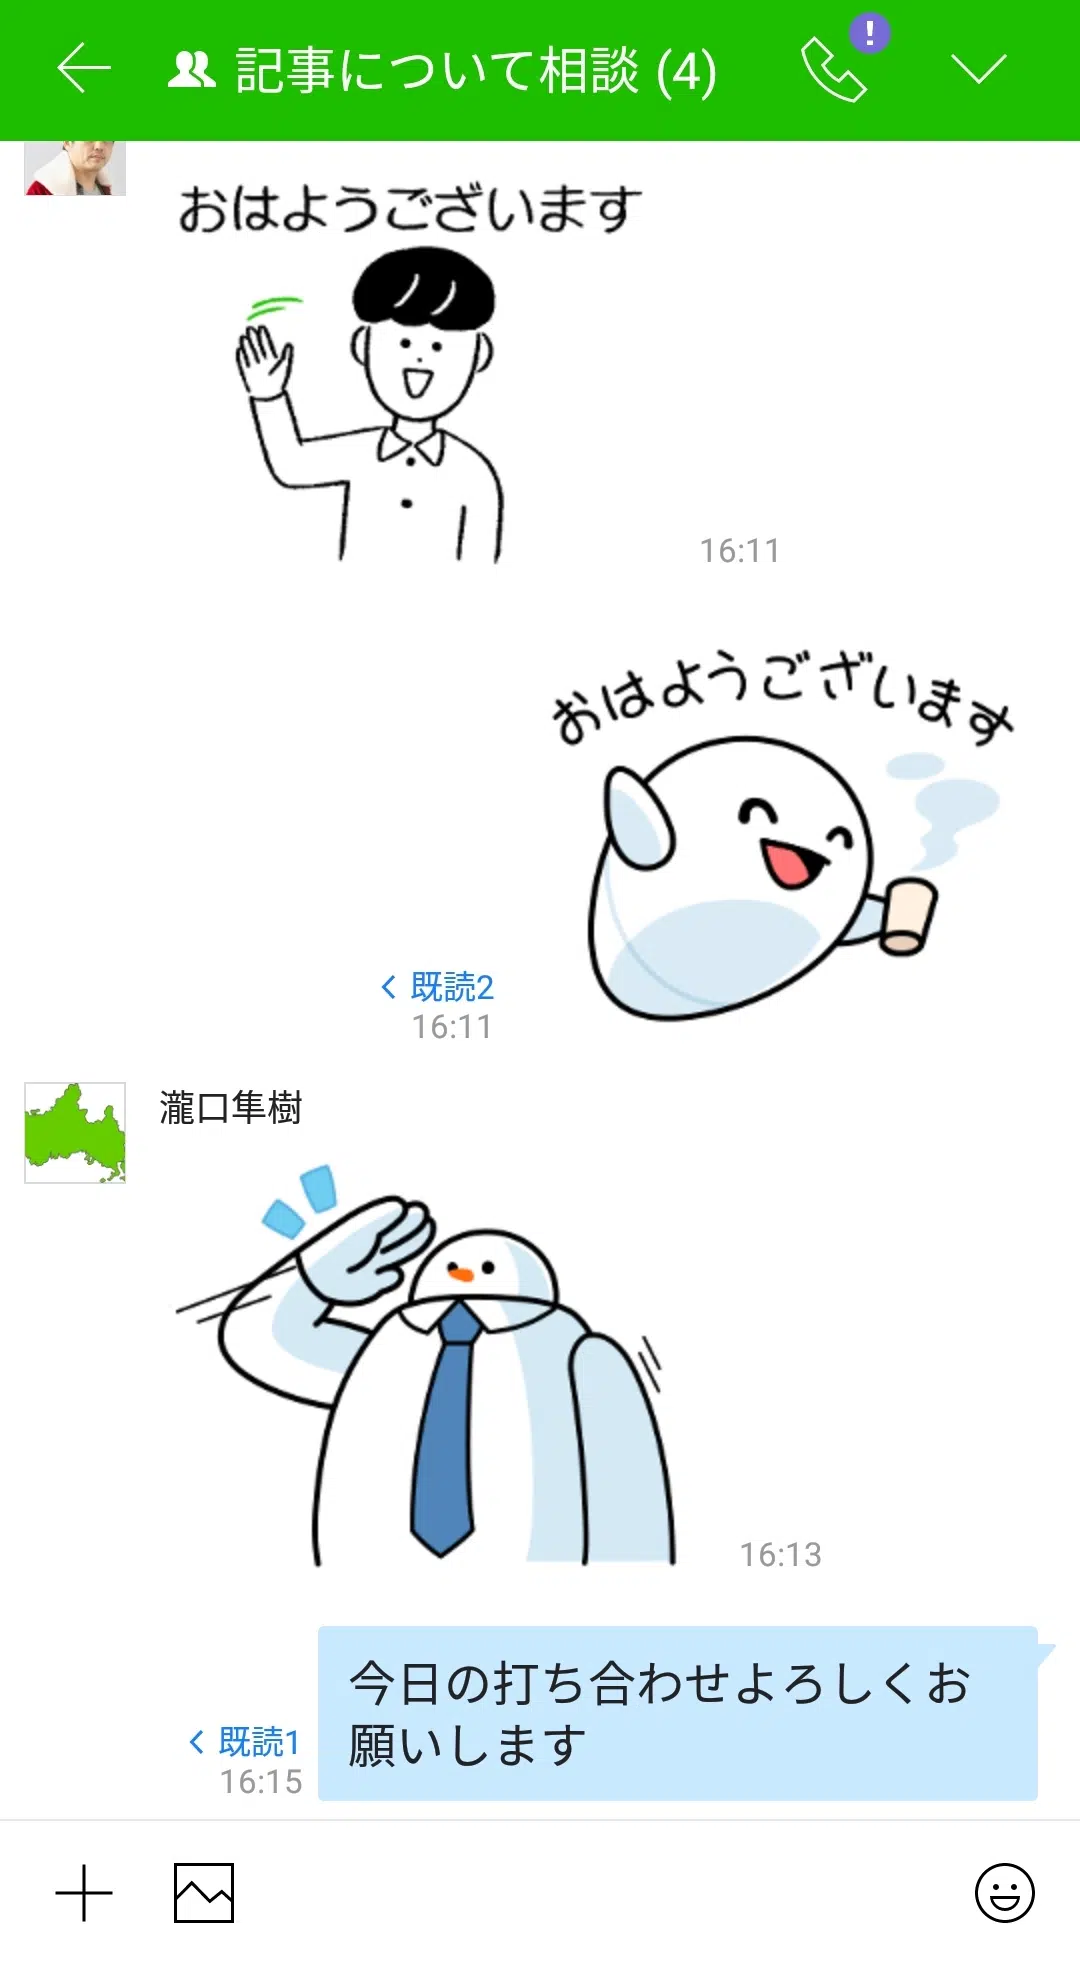 記事について相談 (4)
!
おはようございます
16:11
おはようございます
既読2
16:11
瀧口隼樹
16:13
今日の打ち合わせよろしくお
願いします
既読1
16:15